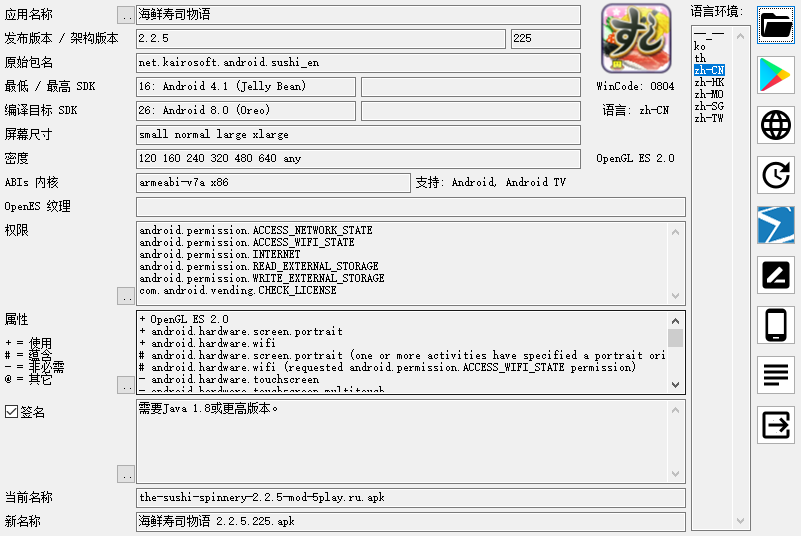 应用名称
..
海鲜寿司物语
发布版本 / 架构版本
2.2.5
225
原始包名
net.kairosoft.android.sushi_en
最低 / 最高 SDK
16: Android 4.1 (Jelly Bean)
WinCode: 0804
编译目标 SDK
26: Android 8.0 (Oreo)
语言: zh-CN
屏幕尺寸
small normal large xlarge
密度
120 160 240 320 480 640 any
OpenGL ES 2.0
ABIs 内核
armeabi-v7a x86
支持: Android, Android TV
OpenES 纹理
权限
android.permission.ACCESS_NETWORK_STATE
android.permission.ACCESS_WIFI_STATE
android.permission.INTERNET
android.permission.READ_EXTERNAL_STORAGE
android.permission.WRITE_EXTERNAL_STORAGE
com.android.vending.CHECK_LICENSE
..
属性
+ = 使用
# = 蕴含
- = 非必需
@ = 其它
+ OpenGL ES 2.0
+ android.hardware.screen.portrait
+ android.hardware.wifi
# android.hardware.screen.portrait (one or more activities have specified a portrait ori
# android.hardware.wifi (requested android.permission.ACCESS_WIFI_STATE permission)
- android.hardware.touchscreen
- android.hardware.touchscreen.multitouch
..
签名
需要Java 1.8或更高版本。
..
当前名称
the-sushi-spinnery-2.2.5-mod-5play.ru.apk
新名称
海鲜寿司物语 2.2.5.225.apk
すし
语言环境:
--_--
ko
th
zh-CN
zh-HK
zh-MO
zh-SG
zh-TW